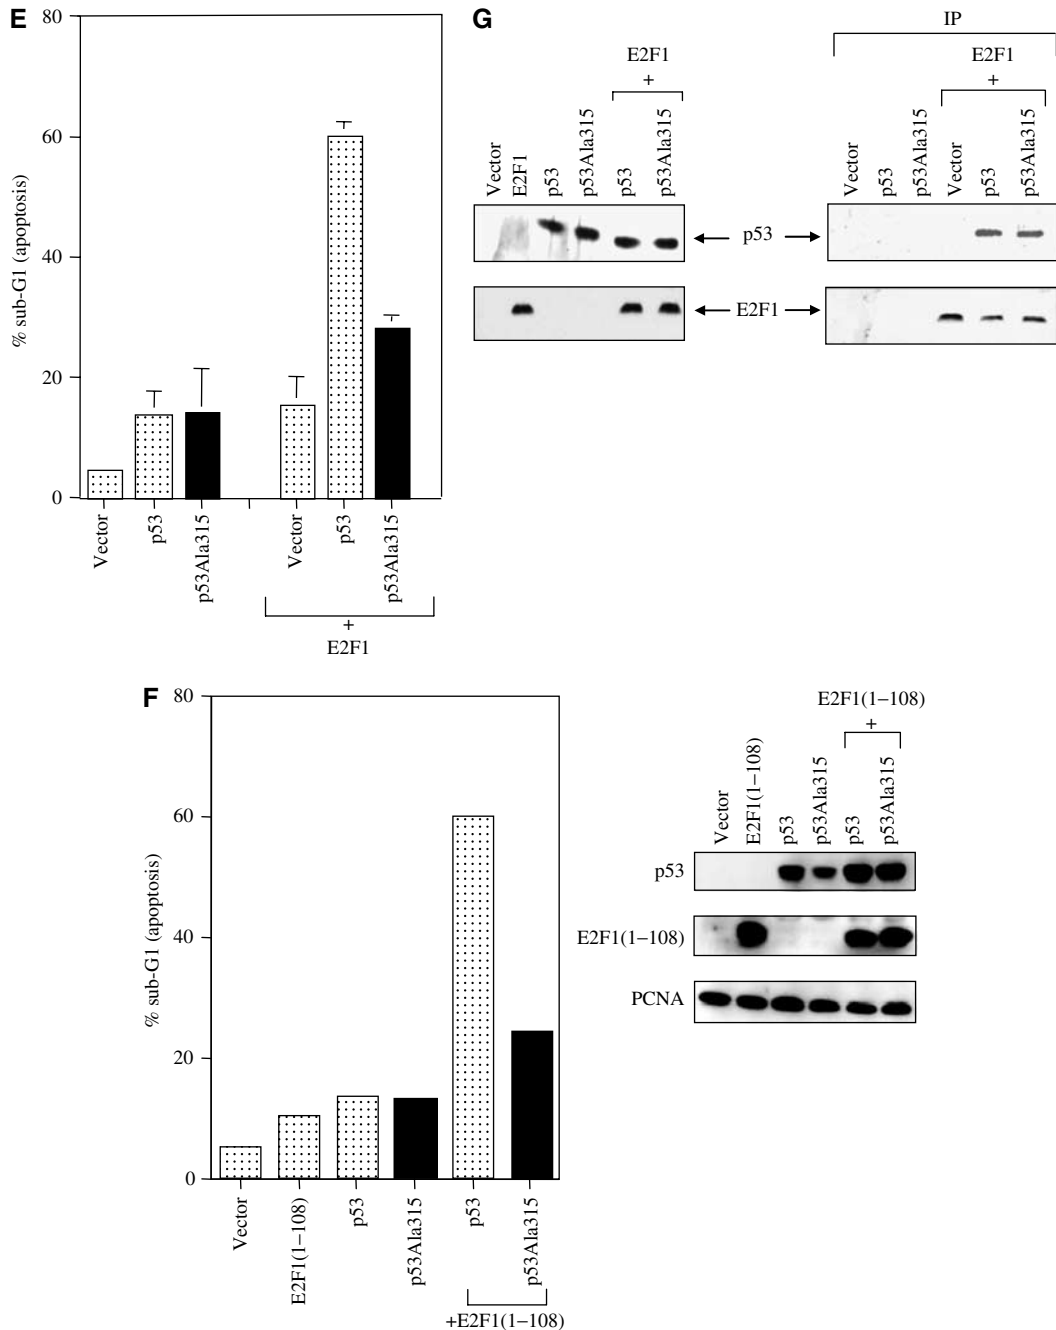 E
80
60
40
20
0
% sub-G1 (apoptosis)
Vector
p53
p53Ala315
Vector
p53
p53Ala315
+
E2F1
G
E2F1
+
Vector
E2F1
p53
p53Ala315
p53
p53Ala315
IP
E2F1
+
Vector
p53
p53Ala315
Vector
p53
p53Ala315
p53
E2F1
F
80
60
40
20
0
% sub-G1 (apoptosis)
Vector
E2F1(1–108)
p53
p53Ala315
p53
p53Ala315
+E2F1(1–108)
E2F1(1–108)
+
Vector
E2F1(1–108)
p53
p53Ala315
p53
p53Ala315
p53
E2F1(1–108)
PCNA